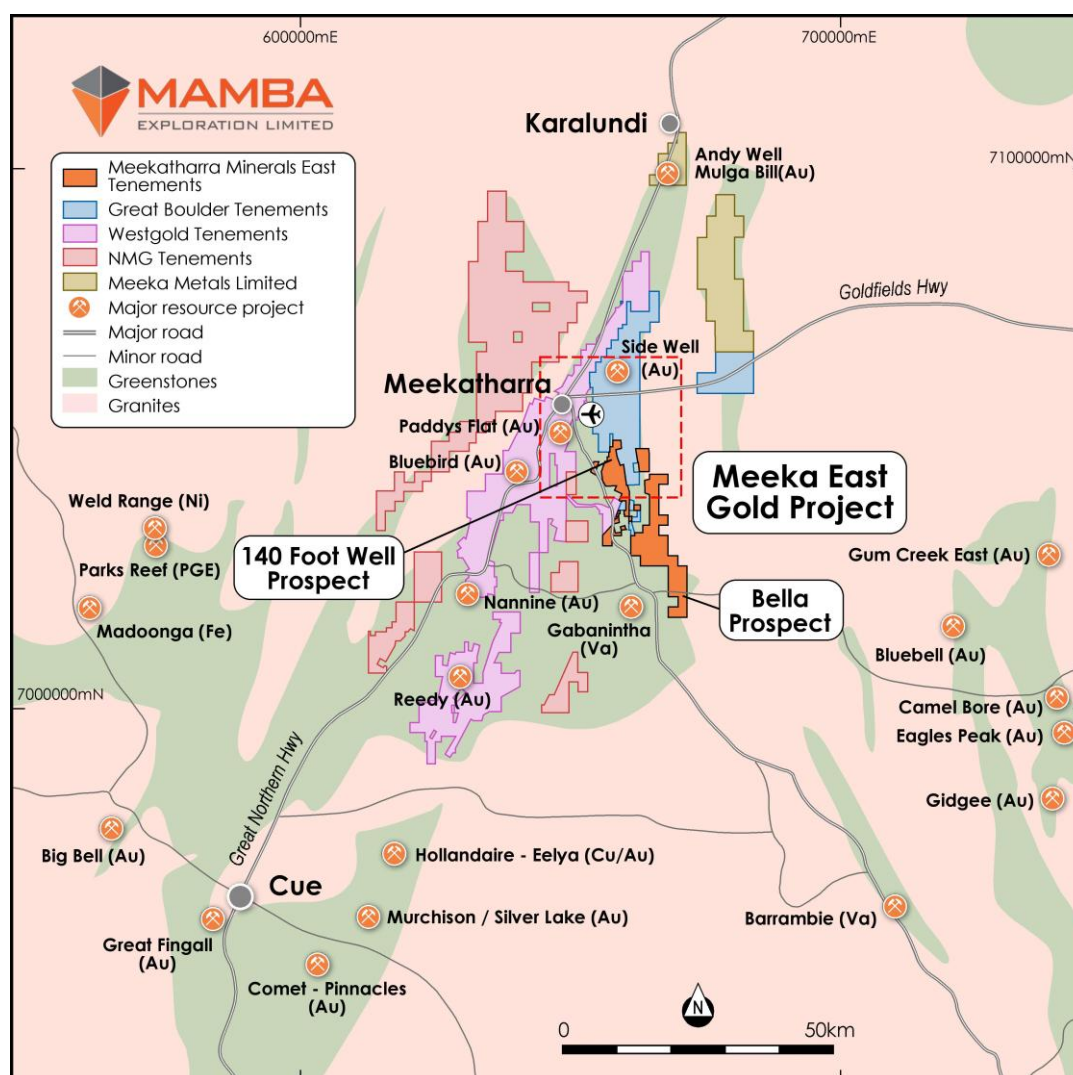 600000mE
700000mE
MAMBA
EXPLORATION LIMITED
Meekatharra Minerals East
Tenements
Great Boulder Tenements
Westgold Tenements
NMG Tenements
Meeka Metals Limited
Major resource project
Major road
Minor road
Greenstones
Granites
Karalundi
Andy Well
Mulga Bill(Au)
7100000mN
Goldfields Hwy
Side Well
(Au)
Meekatharra
Paddys Flat (Au)
Bluebird (Au)
Meeka East
Gold Project
Weld Range (Ni)
Parks Reef (PGE)
140 Foot Well
Prospect
Gum Creek East (Au)
Madoonga (Fe)
Nannine (Au)
Gabanintha
(Va)
Bella
Prospect
Bluebell (Au)
7000000mN
Reedy (Au)
Camel Bore (Au)
Eagles Peak (Au)
Great Northern Hwy
Gidgee (Au)
Big Bell (Au)
Hollandaire - Eelya (Cu/Au)
Cue
Murchison / Silver Lake (Au)
Barrambie (Va)
Great Fingall
(Au)
Comet - Pinnacles
(Au)
N
0
50km